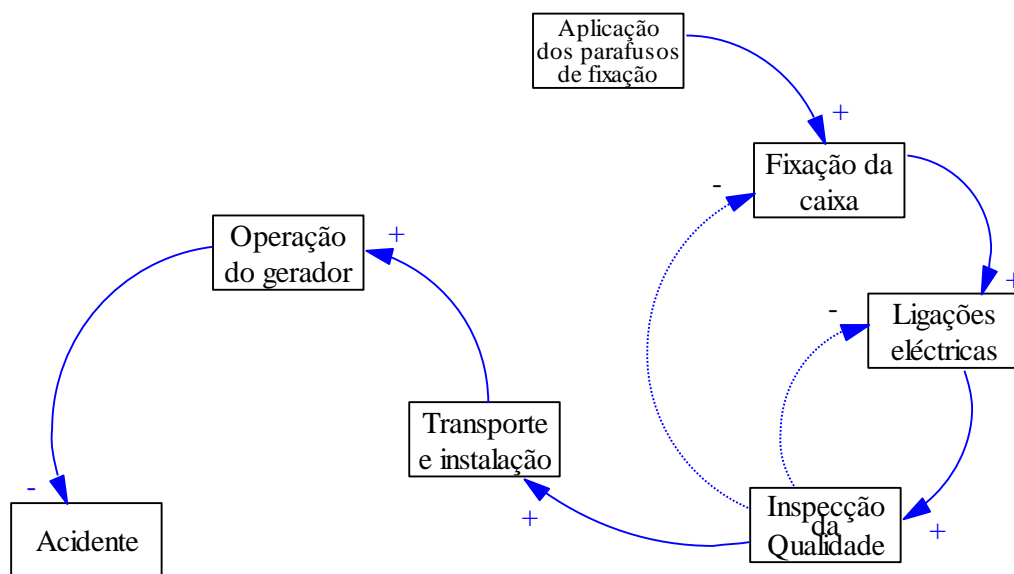 Aplicação
dos parafusos
de fixação
+
Fixação da
caixa
-
Operação
do gerador
+
+
Ligações
eléctricas
-
Transporte
e instalação
Inspecção
da
Qualidade
+
+
-
Acidente